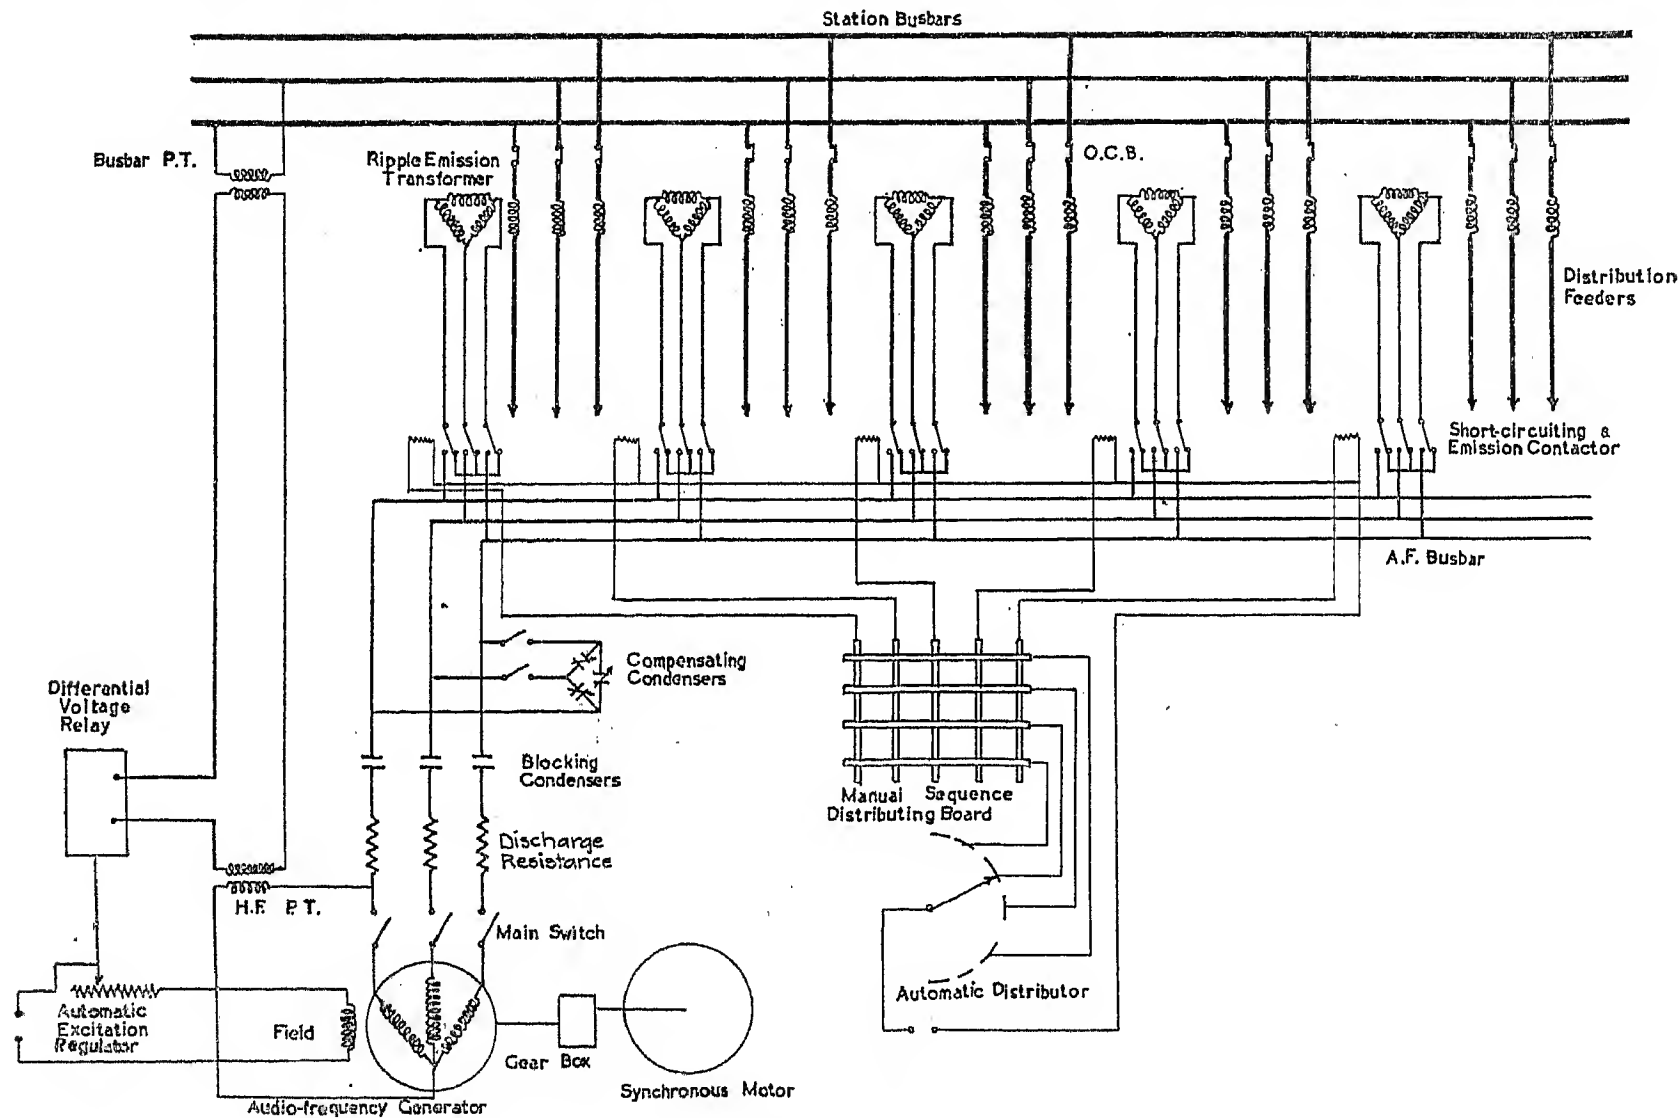 Station Busbars
Busbar P.T.
Ripple Emission
Transformer
O.C.B.
Distribution
Feeders
Short-circuiting &
Emission Contactor
A.F. Busbar
Compensating
Condensers
Differential
Voltage
Relay
Blocking
Condensers
Manual Sequence
Distributing Board
Discharge
Resistance
H.F. P.T.
Main Switch
Automatic Distributor
Automatic
Excitation
Regulator
Field
Gear Box
Synchronous Motor
Audio-frequency Generator